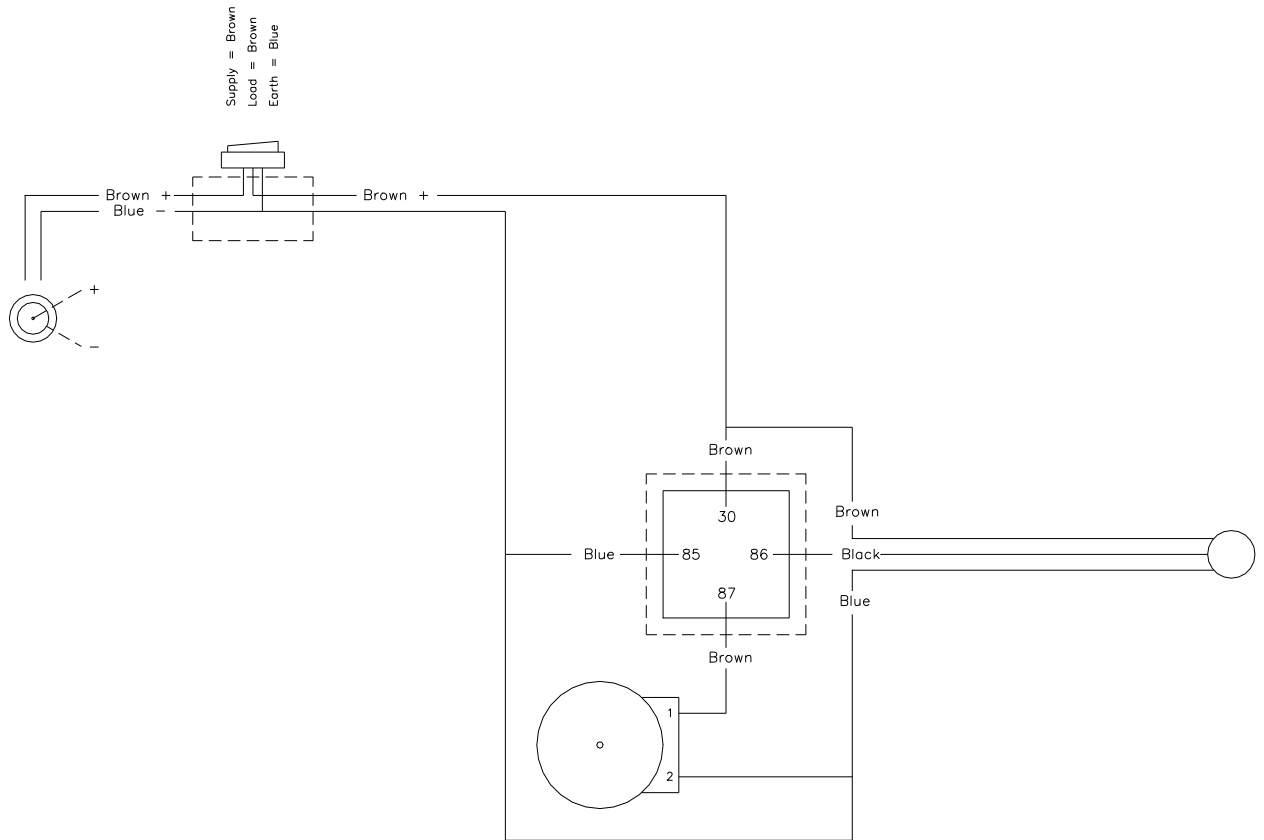 Supply = Brown
Load = Brown
Earth = Blue
Brown +
Brown +
Blue -
+
-
Brown
Brown
30
Blue
85
86
Black
87
Blue
Brown
1
2